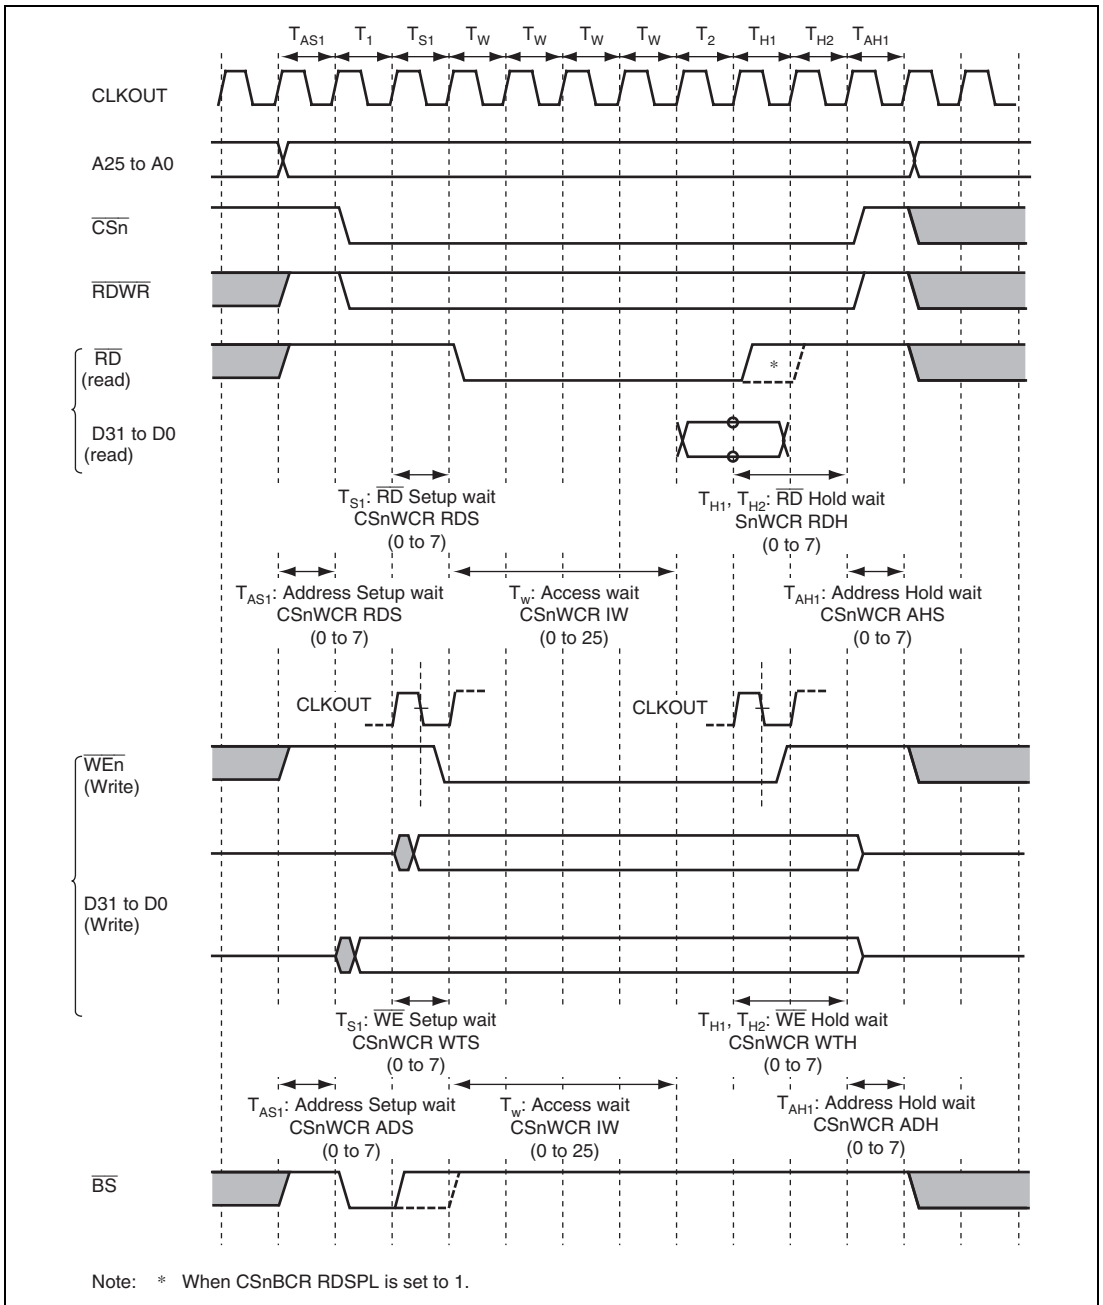 TAS1 T1 TS1 TW TW TW TW T2 TH1 TH2 TAH1
CLKOUT
A25 to A0
CSn
RDWR
RD
(read)
*
D31 to D0
(read)
TS1: RD Setup wait
CSnWCR RDS
(0 to 7)
TH1, TH2: RD Hold wait
SnWCR RDH
(0 to 7)
TAS1: Address Setup wait
CSnWCR RDS
(0 to 7)
Tw: Access wait
CSnWCR IW
(0 to 25)
TAH1: Address Hold wait
CSnWCR AHS
(0 to 7)
CLKOUT
CLKOUT
WEn
(Write)
D31 to D0
(Write)
TS1: WE Setup wait
CSnWCR WTS
(0 to 7)
TH1, TH2: WE Hold wait
CSnWCR WTH
(0 to 7)
TAS1: Address Setup wait
CSnWCR ADS
(0 to 7)
Tw: Access wait
CSnWCR IW
(0 to 25)
TAH1: Address Hold wait
CSnWCR ADH
(0 to 7)
BS
Note: * When CSnBCR RDSPL is set to 1.